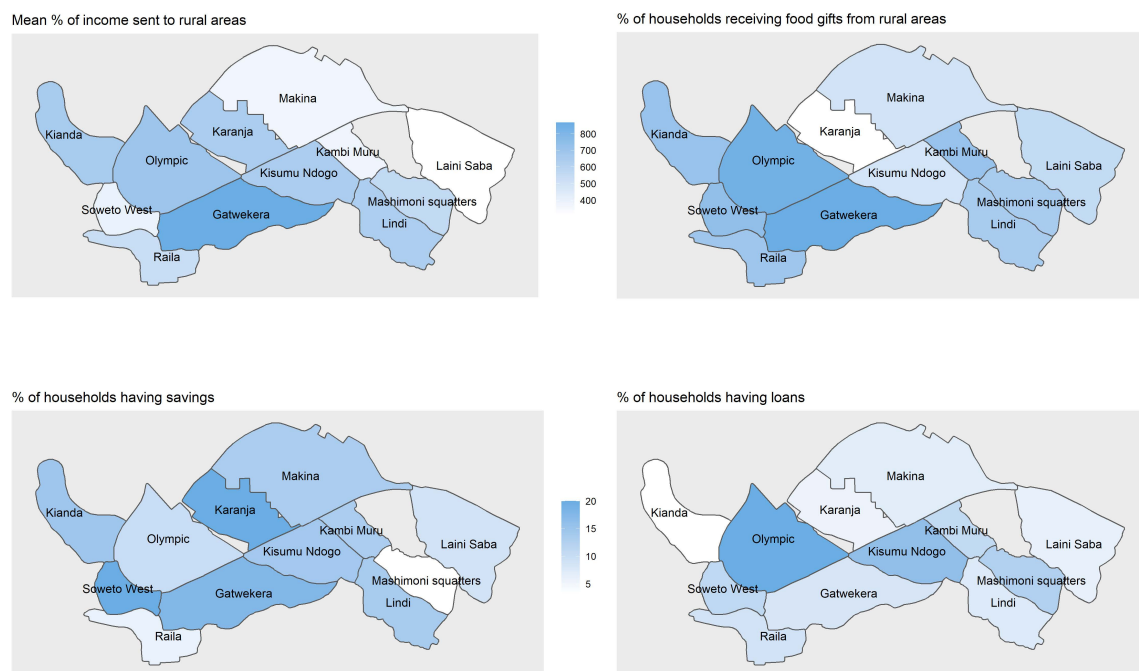 Mean % of income sent to rural areas
Makina
Kianda
Karanja
Olympic
Kambi Muru
Laini Saba
Kisumu Ndogo
Mashimoni squatters
Soweto West
Gatwekera
Lindi
Raila
800
700
600
500
400
% of households receiving food gifts from rural areas
Makina
Kianda
Karanja
Olympic
Kambi Muru
Laini Saba
Kisumu Ndogo
Mashimoni squatters
Soweto West
Gatwekera
Lindi
Raila
% of households having savings
Makina
Kianda
Karanja
Olympic
Kambi Muru
Laini Saba
Kisumu Ndogo
Mashimoni squatters
Soweto West
Gatwekera
Lindi
Raila
20
15
10
5
% of households having loans
Makina
Kianda
Karanja
Olympic
Kambi Muru
Laini Saba
Kisumu Ndogo
Mashimoni squatters
Soweto West
Gatwekera
Lindi
Raila